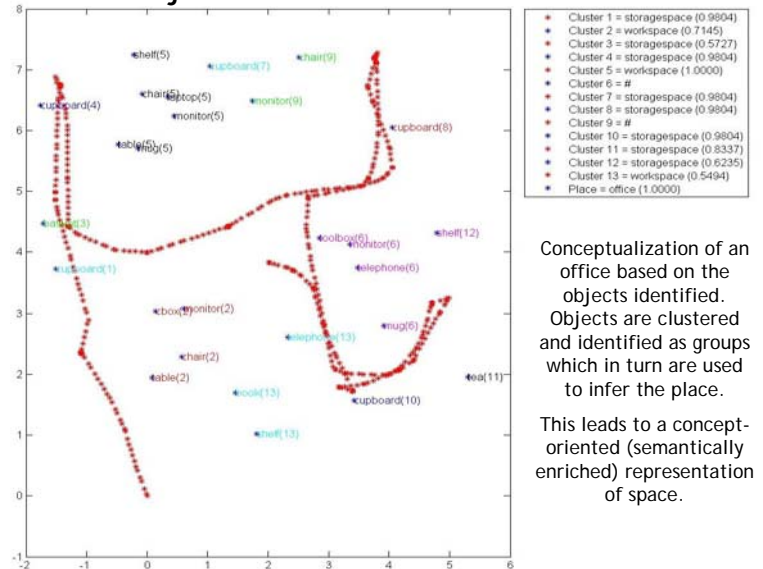 8
7
6
5
4
3
2
1
0
-1
-2
-1
0
1
2
3
4
5
6
shelf(5)
cupboard(7)
chair(9)
chair(5)
laptop(5)
monitor(9)
cupboard(4)
monitor(5)
cupboard(8)
table(5)
mug(5)
toolbox(6)
shelf(12)
monitor(6)
cupboard(1)
telephone(6)
cbox(2)
monitor(2)
mug(6)
telephone(13)
chair(2)
table(2)
book(13)
cupboard(10)
tea(11)
shelf(13)
Cluster 1 = storagespace (0.9804)
Cluster 2 = workspace (0.7145)
Cluster 3 = storagespace (0.5727)
Cluster 4 = storagespace (0.9804)
Cluster 5 = workspace (1.0000)
Cluster 6 = #
Cluster 7 = storagespace (0.9804)
Cluster 8 = storagespace (0.9804)
Cluster 9 = #
Cluster 10 = storagespace (0.9804)
Cluster 11 = storagespace (0.8337)
Cluster 12 = storagespace (0.6235)
Cluster 13 = workspace (0.5494)
Place = office (1.0000)
Conceptualization of an
office based on the
objects identified.
Objects are clustered
and identified as groups
which in turn are used
to infer the place.
This leads to a concept-
oriented (semantically
enriched) representation
of space.